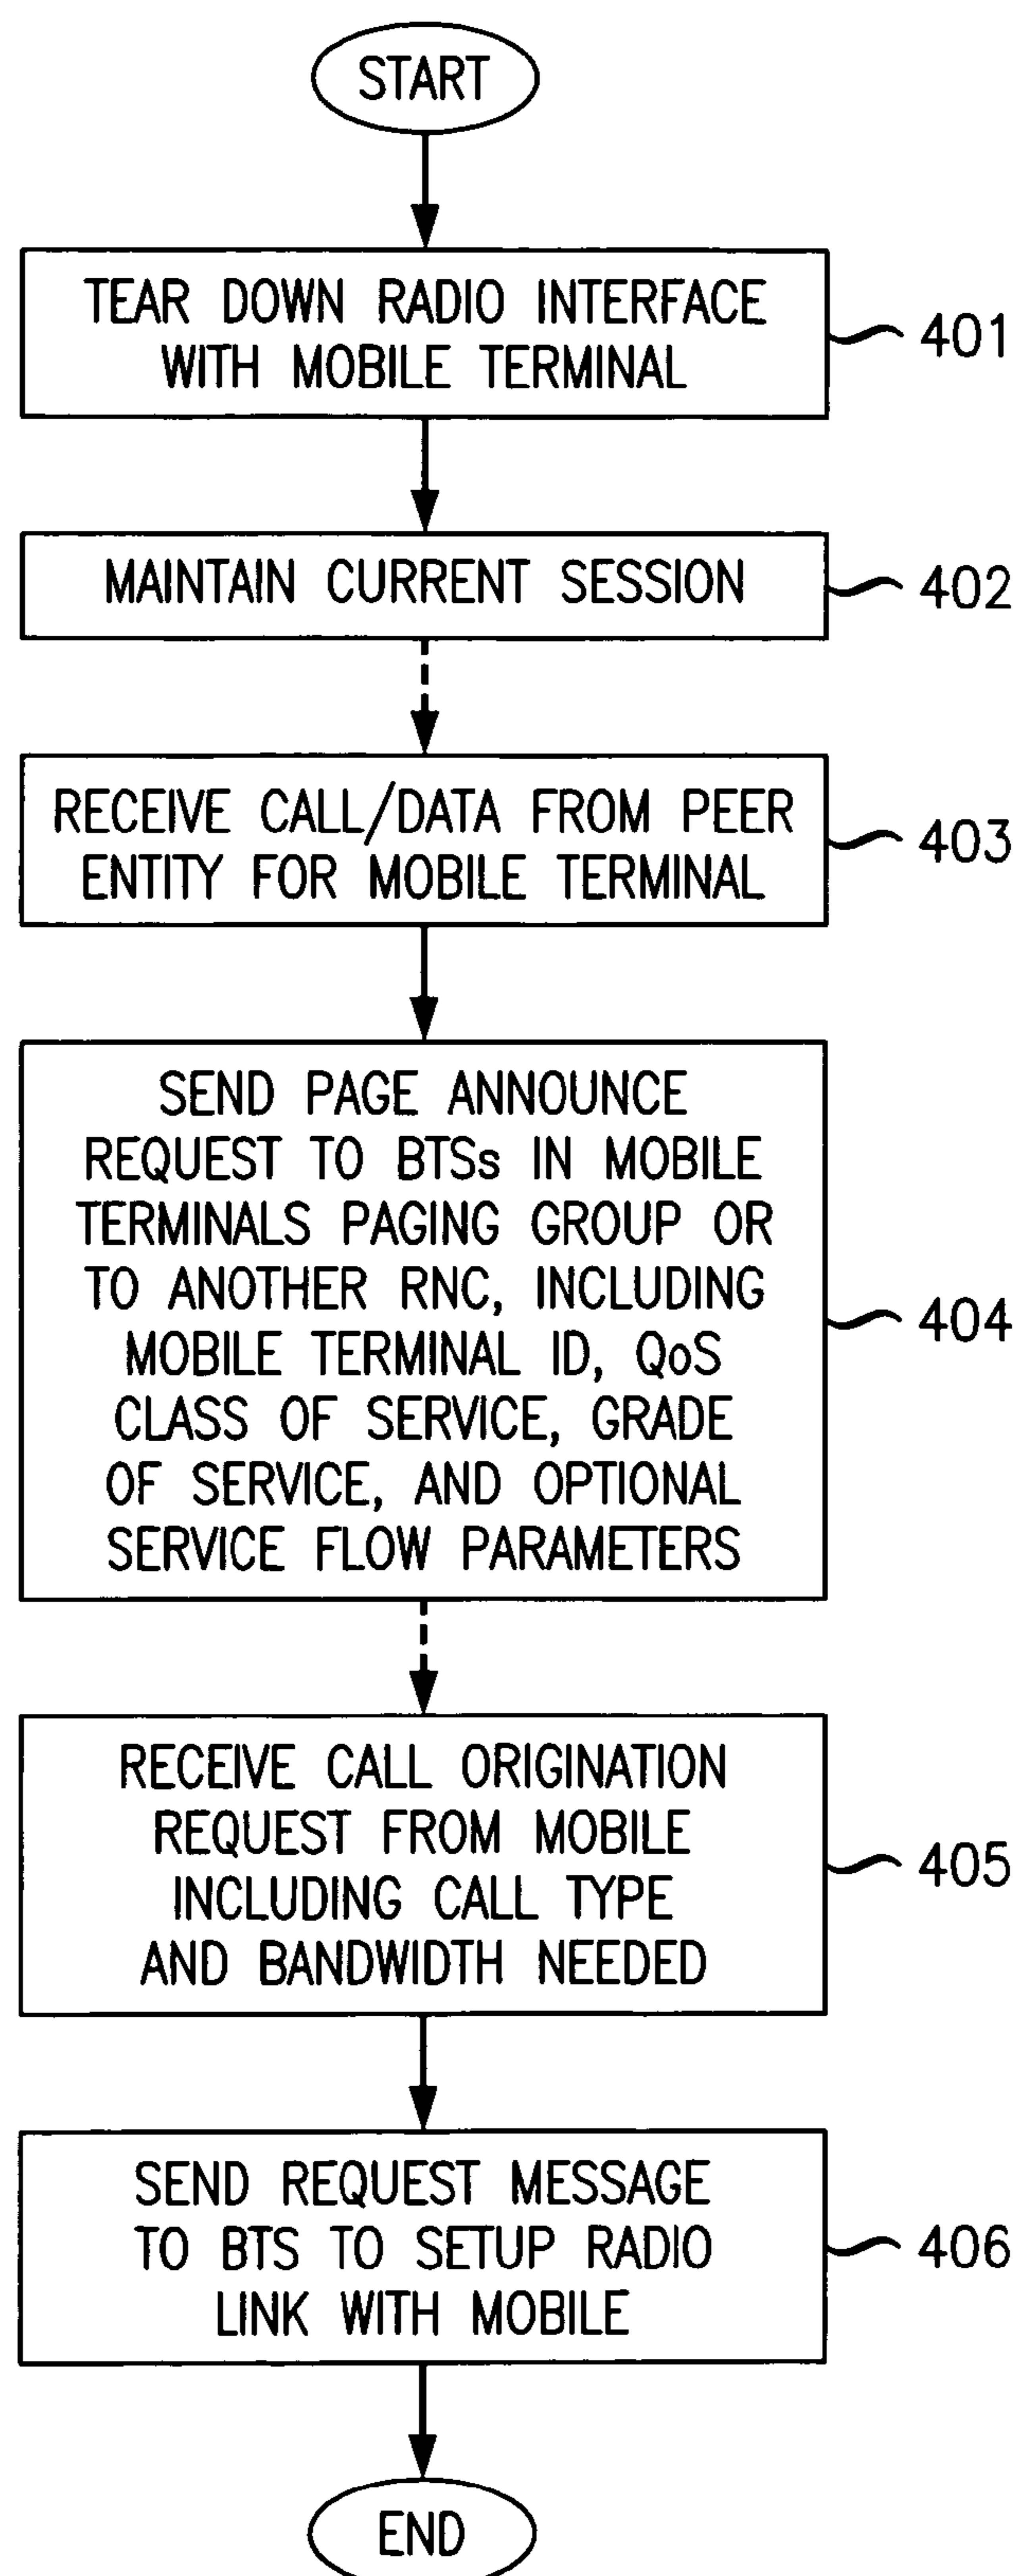 START
TEAR DOWN RADIO INTERFACE
WITH MOBILE TERMINAL
401
MAINTAIN CURRENT SESSION
402
RECEIVE CALL/DATA FROM PEER
ENTITY FOR MOBILE TERMINAL
403
SEND PAGE ANNOUNCE
REQUEST TO BTSs IN MOBILE
TERMINALS PAGING GROUP OR
TO ANOTHER RNC, INCLUDING
MOBILE TERMINAL ID, QoS
CLASS OF SERVICE, GRADE
OF SERVICE, AND OPTIONAL
SERVICE FLOW PARAMETERS
404
RECEIVE CALL ORIGINATION
REQUEST FROM MOBILE
INCLUDING CALL TYPE
AND BANDWIDTH NEEDED
405
SEND REQUEST MESSAGE
TO BTS TO SETUP RADIO
LINK WITH MOBILE
406
END